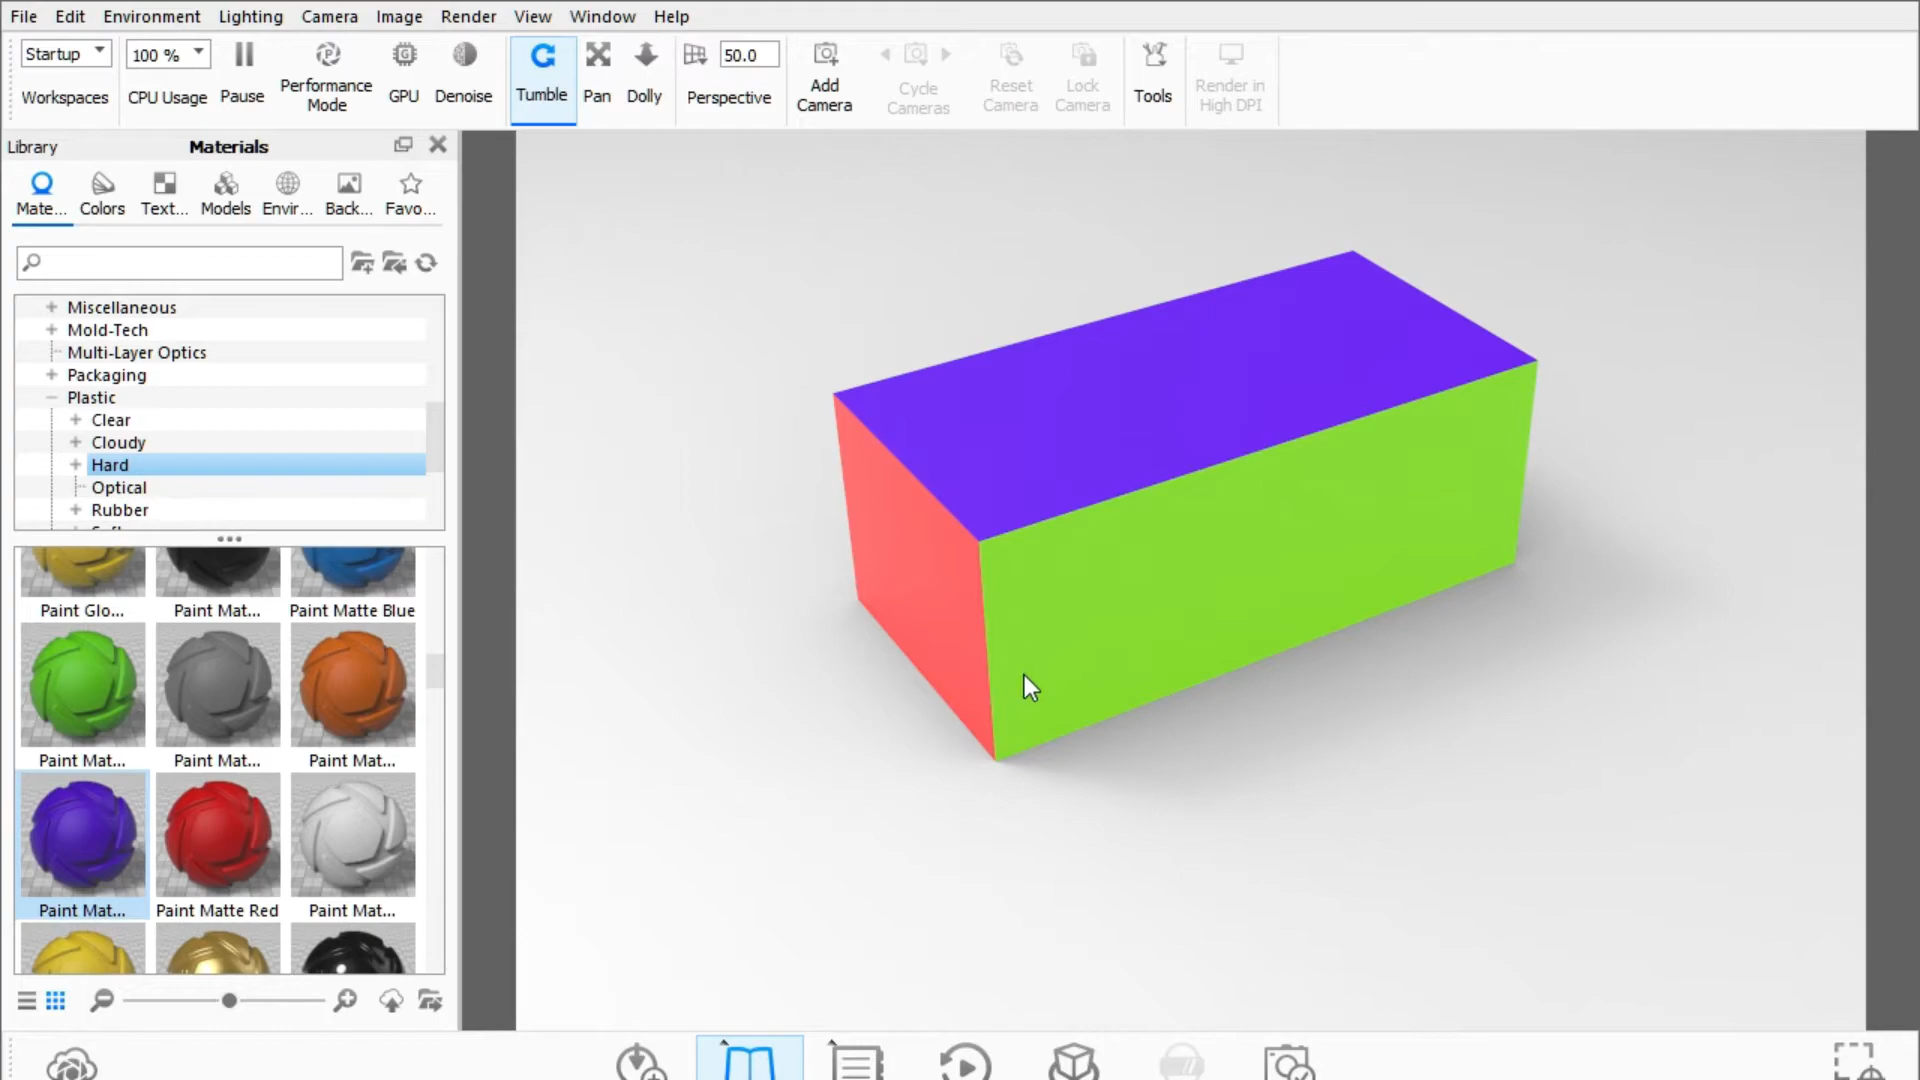 File Edit Environment Lighting Camera Image Render View Window Help
Startup 100 % 50.0
Workspaces CPU Usage Pause Performance Mode GPU Denoise Tumble Pan Dolly Perspective Add Camera Cycle Cameras Reset Camera Lock Camera Tools Render in High DPI
Library Materials
Mate... Colors Text... Models Envir... Back... Favo...
Miscellaneous
Mold-Tech
Multi-Layer Optics
Packaging
Plastic
Clear
Cloudy
Hard
Optical
Rubber
Paint Glo... Paint Mat... Paint Matte Blue
Paint Mat... Paint Mat... Paint Mat...
Paint Mat... Paint Matte Red Paint Mat...